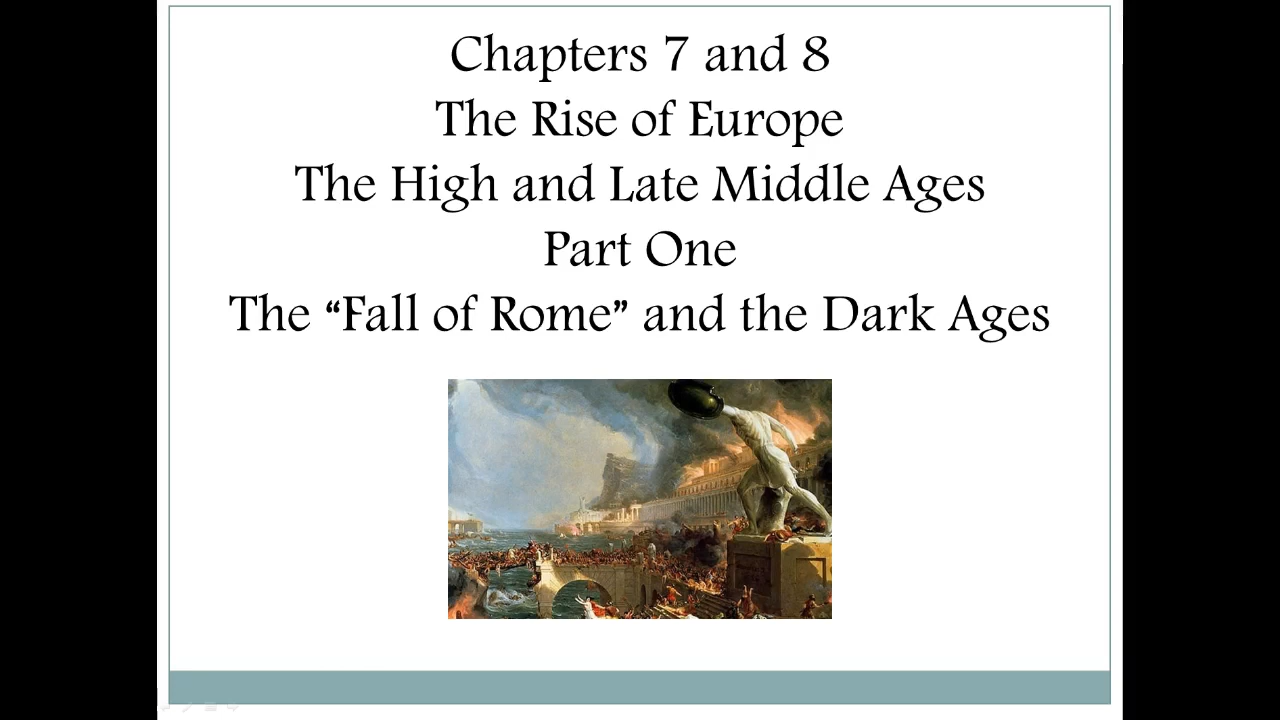 Chapters 7 and 8
The Rise of Europe
The High and Late Middle Ages
Part One
The “Fall of Rome” and the Dark Ages